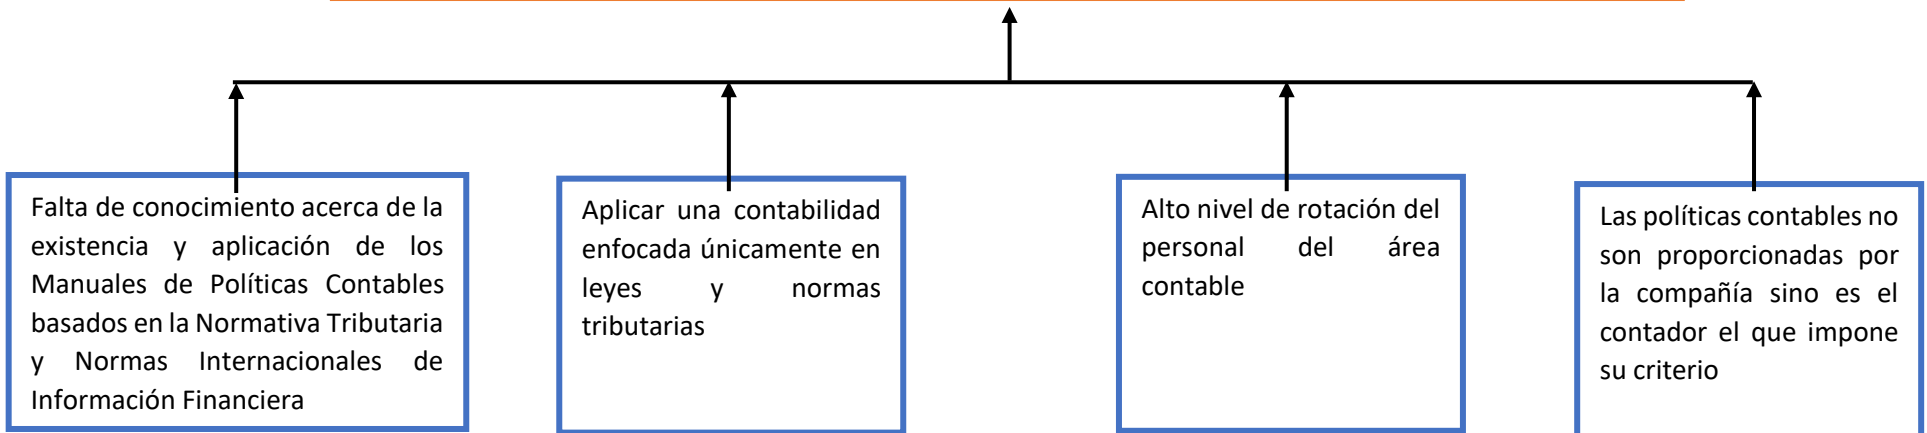 Falta de conocimiento acerca de la
existencia y aplicación de los
Manuales de Políticas Contables
basados en la Normativa Tributaria
y Normas Internacionales de
Información Financiera
Aplicar una contabilidad
enfocada únicamente en
leyes y normas
tributarias
Alto nivel de rotación del
personal del área
contable
Las políticas contables no
son proporcionadas por
la compañía sino es el
contador el que impone
su criterio